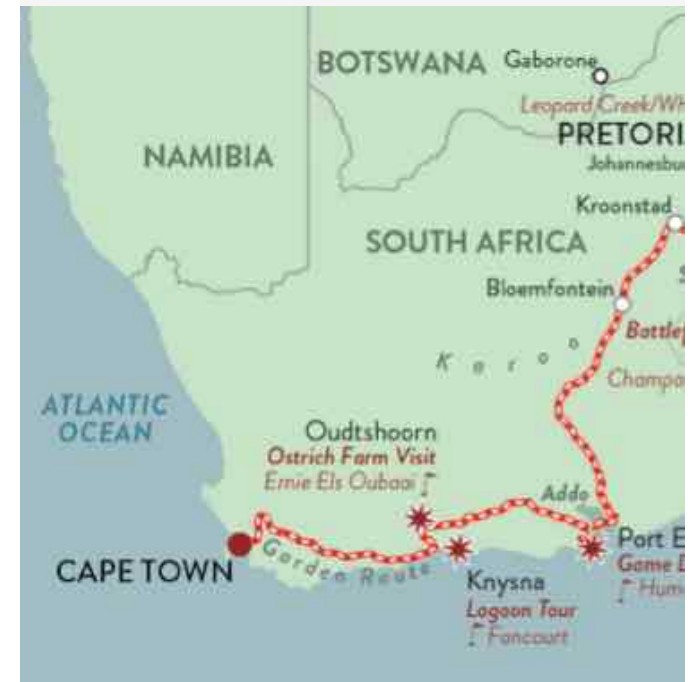 BOTSWANA
Gaborone
Leopard Creek/Wh
PRETORI
Johannesbu
NAMIBIA
Kroonstad
SOUTH AFRICA
Bloemfontein
Battlef
Karoo
Champa
ATLANTIC
OCEAN
Oudtshoorn
Ostrich Farm Visit
Ernie Els Oubaai
Addo
Port E
CAPE TOWN
Garden Route
Game D
Knysna
Hum
Lagoon Tour
Fancourt